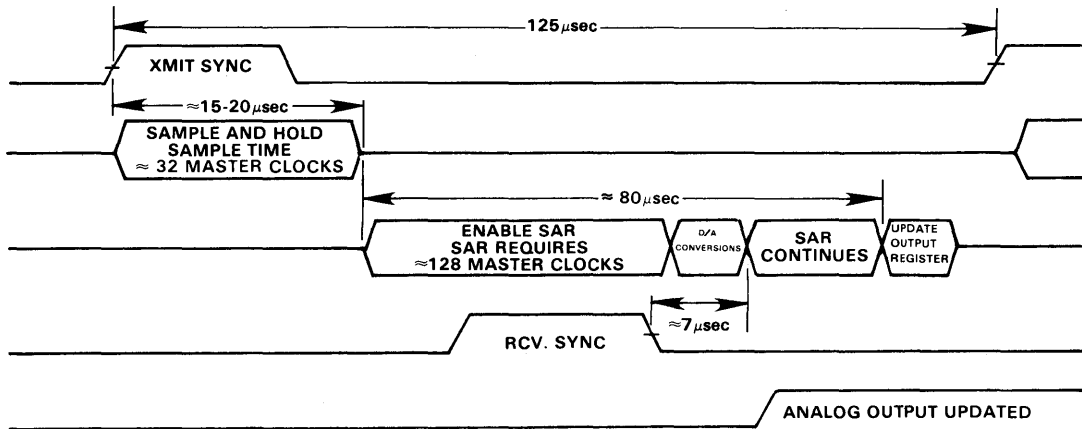 125μsec
XMIT SYNC
≈15-20μsec
SAMPLE AND HOLD
SAMPLE TIME
≈ 32 MASTER CLOCKS
≈ 80μsec
ENABLE SAR
SAR REQUIRES
≈128 MASTER CLOCKS
D/A
CONVERSIONS
SAR
CONTINUES
UPDATE
OUTPUT
REGISTER
≈7μsec
RCV. SYNC
ANALOG OUTPUT UPDATED